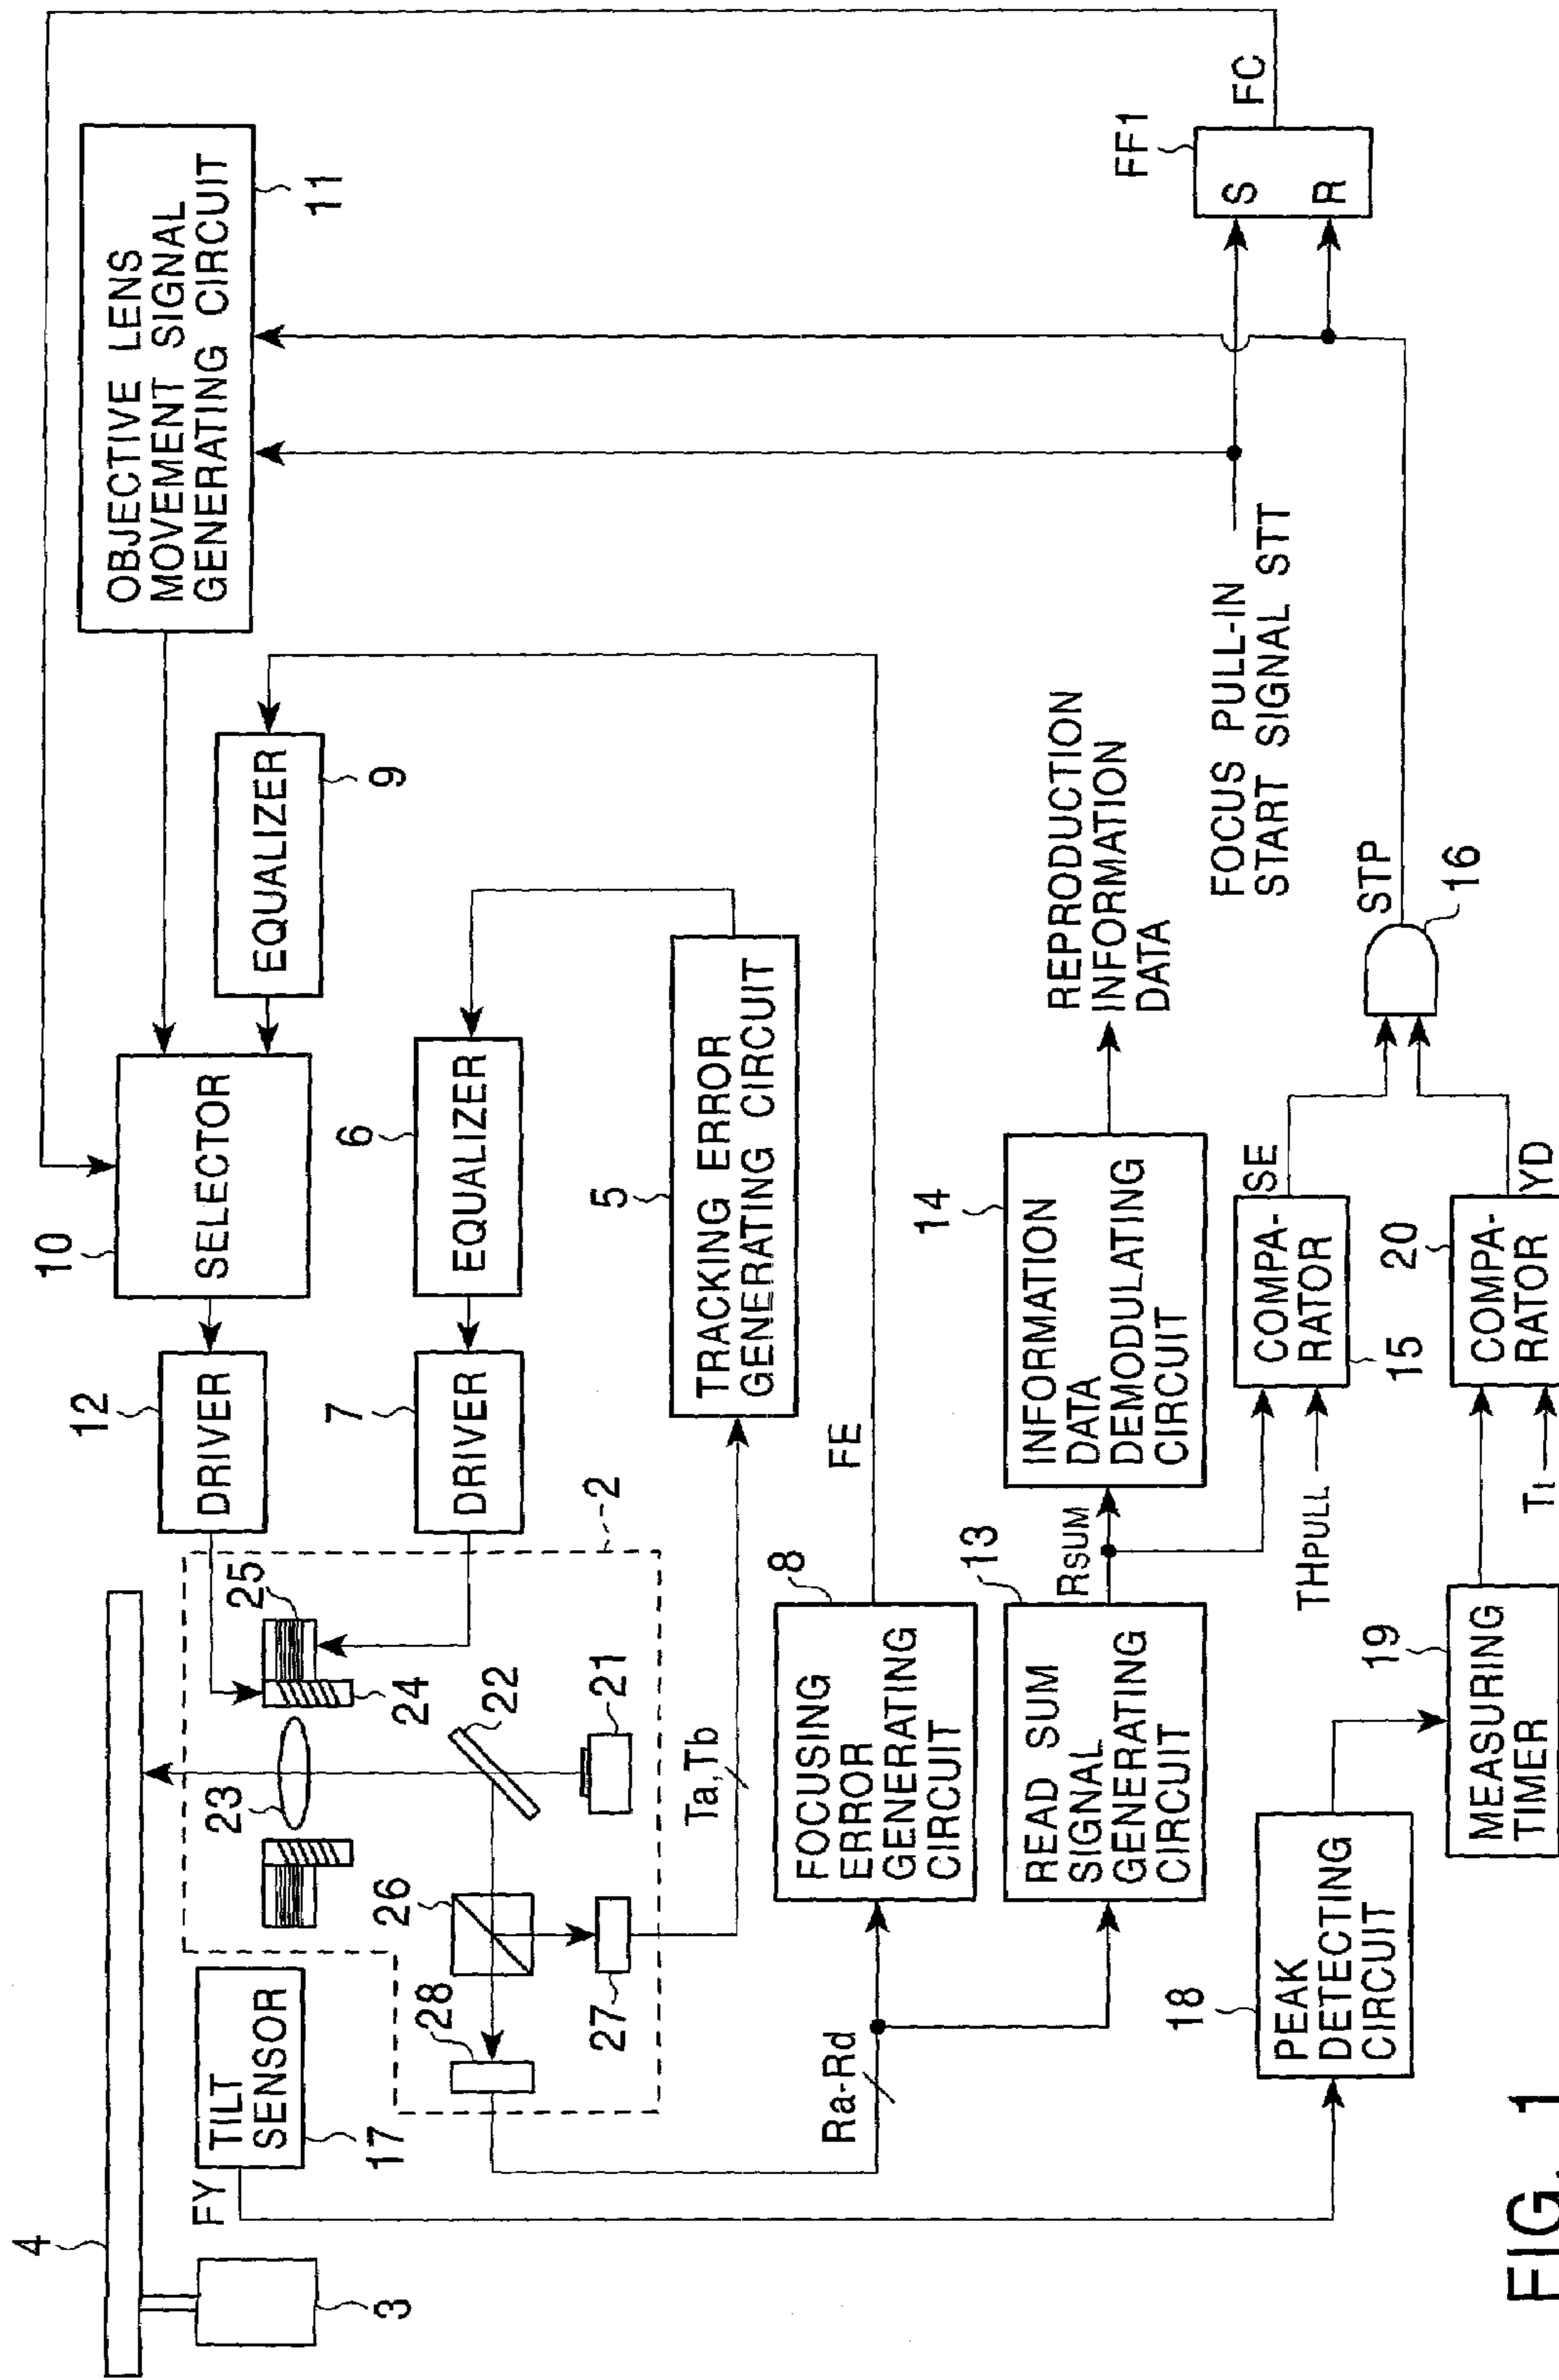 4
3
FY
TILT
SENSOR
17
28
26
27
23
22
21
24
25
2
12
DRIVER
7
DRIVER
10
SELECTOR
6
EQUALIZER
EQUALIZER
9
OBJECTIVE LENS
MOVEMENT SIGNAL
GENERATING CIRCUIT
11
Ta,Tb
5
TRACKING ERROR
GENERATING CIRCUIT
Ra-Rd
8
FOCUSING
ERROR
GENERATING
CIRCUIT
FE
13
READ SUM
SIGNAL
GENERATING
CIRCUIT
RSUM
14
INFORMATION
DATA
DEMODULATING
CIRCUIT
REPRODUCTION
INFORMATION
DATA
FOCUS PULL-IN
START SIGNAL STT
FF1
S
R
FC
THPULL
COMPA-
RATOR
15
SE
18
PEAK
DETECTING
CIRCUIT
19
MEASURING
TIMER
T1
20
COMPA-
RATOR
YD
STP
16
FIG. 1